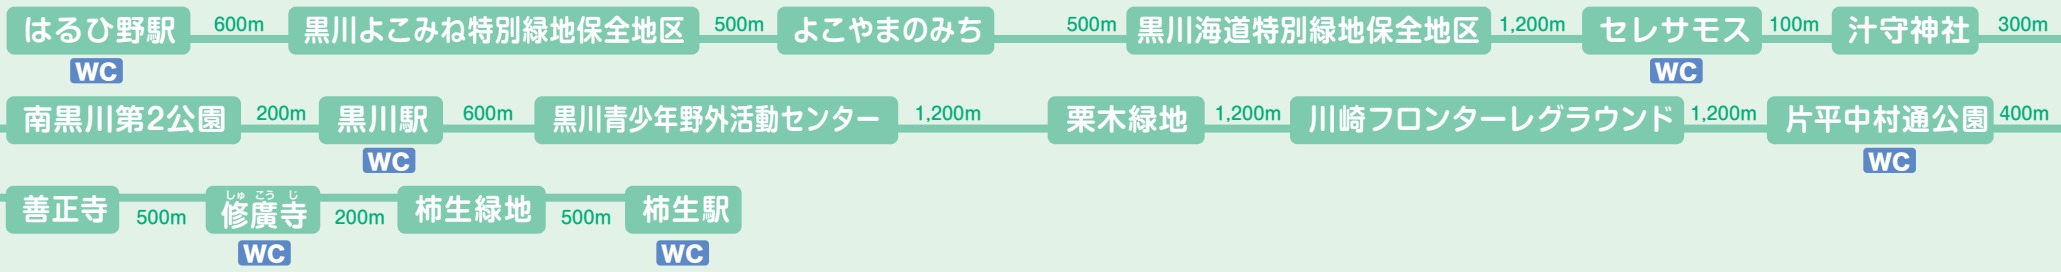 はるひ野駅 600m 黒川よこみね特別緑地保全地区 500m よこやまのみち 500m 黒川海道特別緑地保全地区 1,200m セレサモス 100m 汁守神社 300m
WC WC
南黒川第2公園 200m 黒川駅 600m 黒川青少年野外活動センター 1,200m 栗木緑地 1,200m 川崎フロンターレグラウンド 1,200m 片平中村通公園 400m
WC WC
しゅ こう じ
善正寺 500m 修廣寺 200m 柿生緑地 500m 柿生駅
WC WC